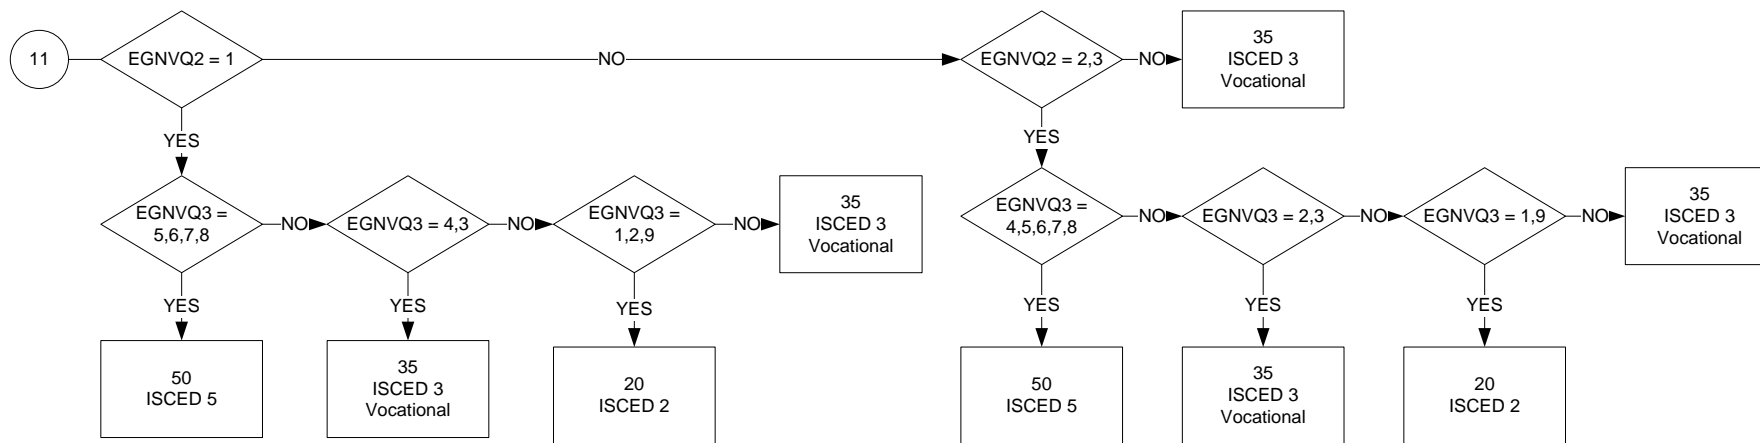 11
EGNVQ2 = 1
NO
EGNVQ2 = 2,3
NO
35
ISCED 3
Vocational
YES
YES
EGNVQ3 =
5,6,7,8
NO
EGNVQ3 = 4,3
NO
EGNVQ3 =
1,2,9
NO
35
ISCED 3
Vocational
EGNVQ3 =
4,5,6,7,8
NO
EGNVQ3 = 2,3
NO
EGNVQ3 = 1,9
NO
35
ISCED 3
Vocational
YES
YES
YES
YES
YES
YES
50
ISCED 5
35
ISCED 3
Vocational
20
ISCED 2
50
ISCED 5
35
ISCED 3
Vocational
20
ISCED 2